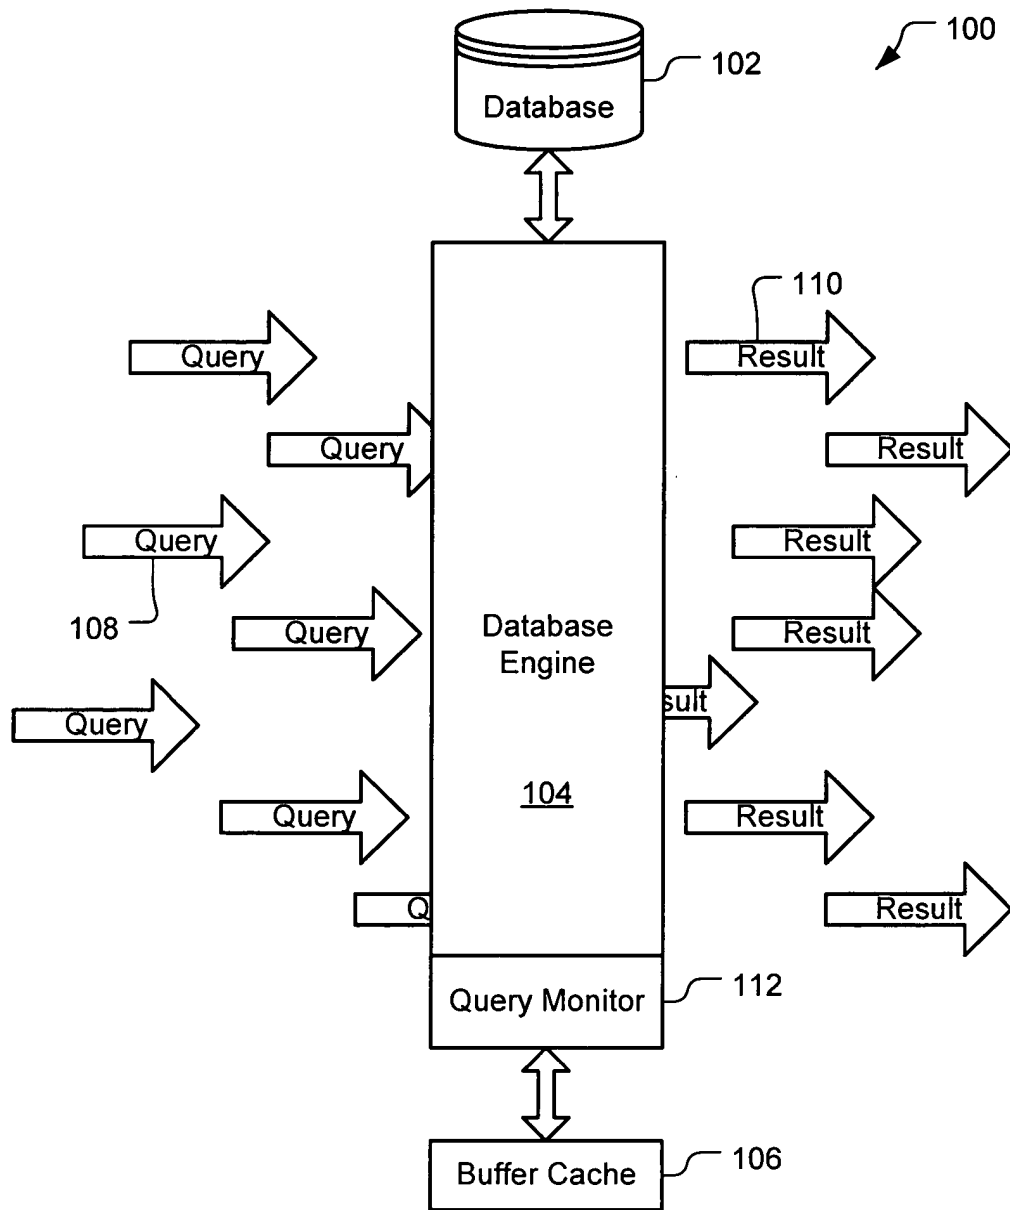 100
102
Database
110
Query
Result
Query
Result
Query
Result
108
Query
Result
Database
Engine
sult
Query
104
Query
Result
Q
Result
Query Monitor
112
Buffer Cache
106